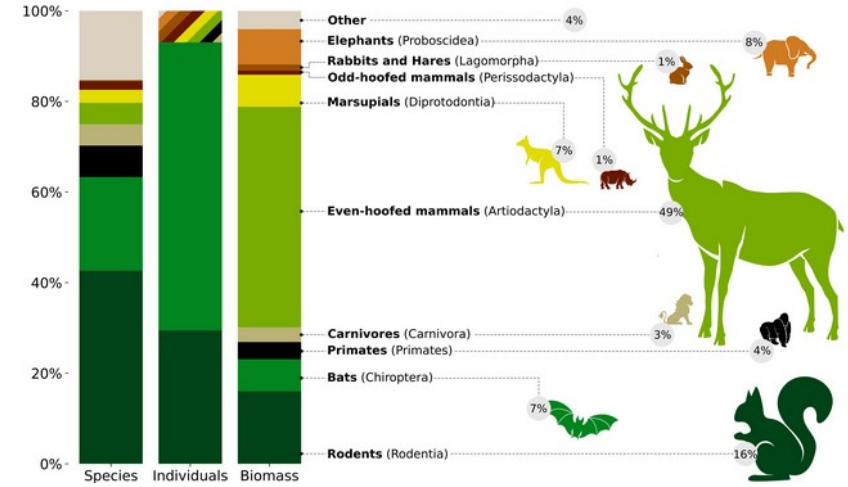 100%
80%
60%
40%
20%
0%
Species
Individuals
Biomass
Other
4%
Elephants (Proboscidea)
8%
Rabbits and Hares (Lagomorpha)
1%
Odd-hoofed mammals (Perissodactyla)
1%
Marsupials (Diprotodontia)
7%
Even-hoofed mammals (Artiodactyla)
49%
Carnivores (Carnivora)
3%
Primates (Primates)
4%
Bats (Chiroptera)
7%
Rodents (Rodentia)
16%